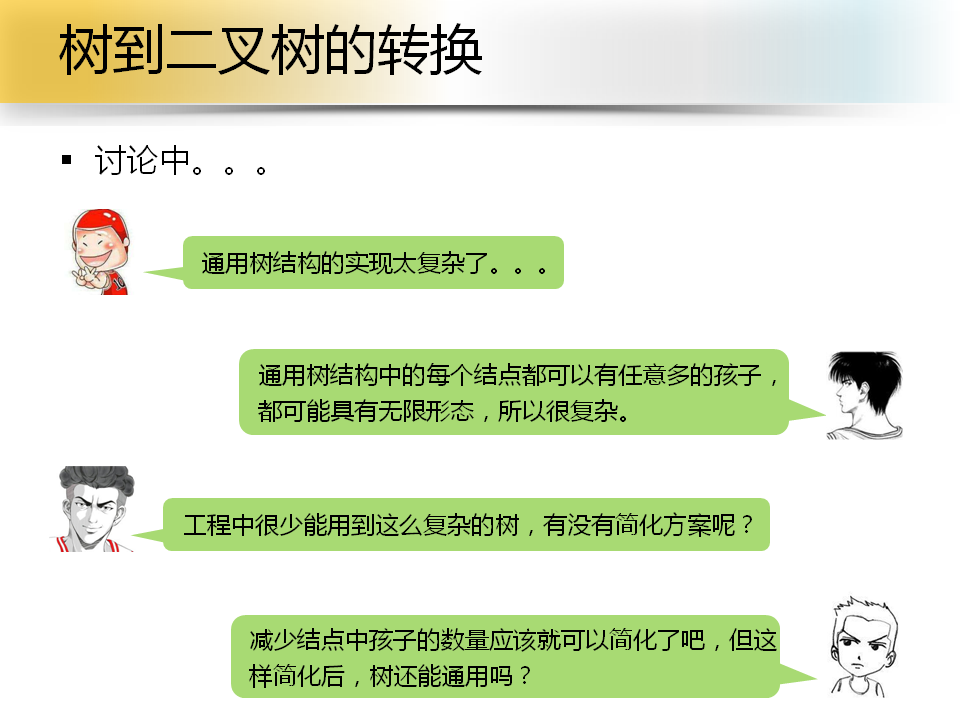 树到二叉树的转换
▪ 讨论中。。。
通用树结构的实现太复杂了。。。
通用树结构中的每个结点都可以有任意多的孩子，
都可能具有无限形态，所以很复杂。
工程中很少能用到这么复杂的树，有没有简化方案呢？
减少结点中孩子的数量应该就可以简化了吧，但这
样简化后，树还能通用吗？
10